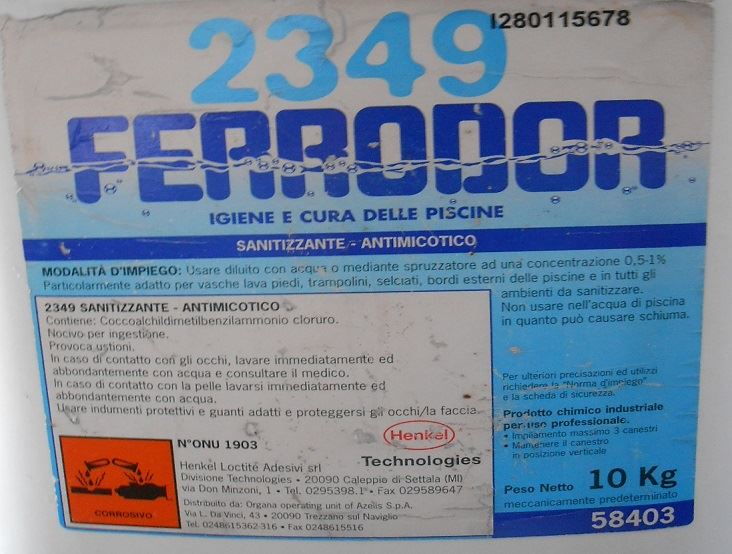 I280115678
2349
FERRODOR
IGIENE E CURA DELLE PISCINE
SANITIZZANTE - ANTIMICOTICO
MODALITÀ D'IMPIEGO: Usare diluito con acqua o mediante spruzzatore ad una concentrazione 0,5-1%
Particolarmente adatto per vasche lava piedi, trampolini, selciati, bordi esterni delle piscine e in tutti gli
ambienti da sanitizzare.
Non usare nell'acqua di piscina
in quanto può causare schiuma.
2349 SANITIZZANTE - ANTIMICOTICO
Contiene: Coccoalchildimetilbenzilammonio cloruro.
Nocivo per ingestione.
Provoca ustioni.
In caso di contatto con gli occhi, lavare immediatamente ed
abbondantemente con acqua e consultare il medico.
In caso di contatto con la pelle lavarsi immediatamente ed
abbondantemente con acqua.
Usare indumenti protettivi e guanti adatti e proteggersi gli occhi/la faccia
Per ulteriori precisazioni ed utilizzi
richiedere la "Norma d'impiego"
e la scheda di sicurezza.
Prodotto chimico industriale
per uso professionale.
• Impilamento massimo 3 canestri
• Mantenere il canestro
in posizione verticale
N°ONU 1903
Henkel
Technologies
Henkel Loctite Adesivi srl
Divisione Technologies • 20090 Caleppio di Settala (MI)
via Don Minzoni, 1 • Tel. 0295398.1 • Fax 029589647
Distribuito da: Organa operating unit of Azelis S.p.A.
Via L. Da Vinci, 43 • 20090 Trezzano sul Naviglio
Tel. 0248615362-316 • Fax 0248615516
CORROSIVO
Peso Netto 10 Kg
meccanicamente predeterminato
58403